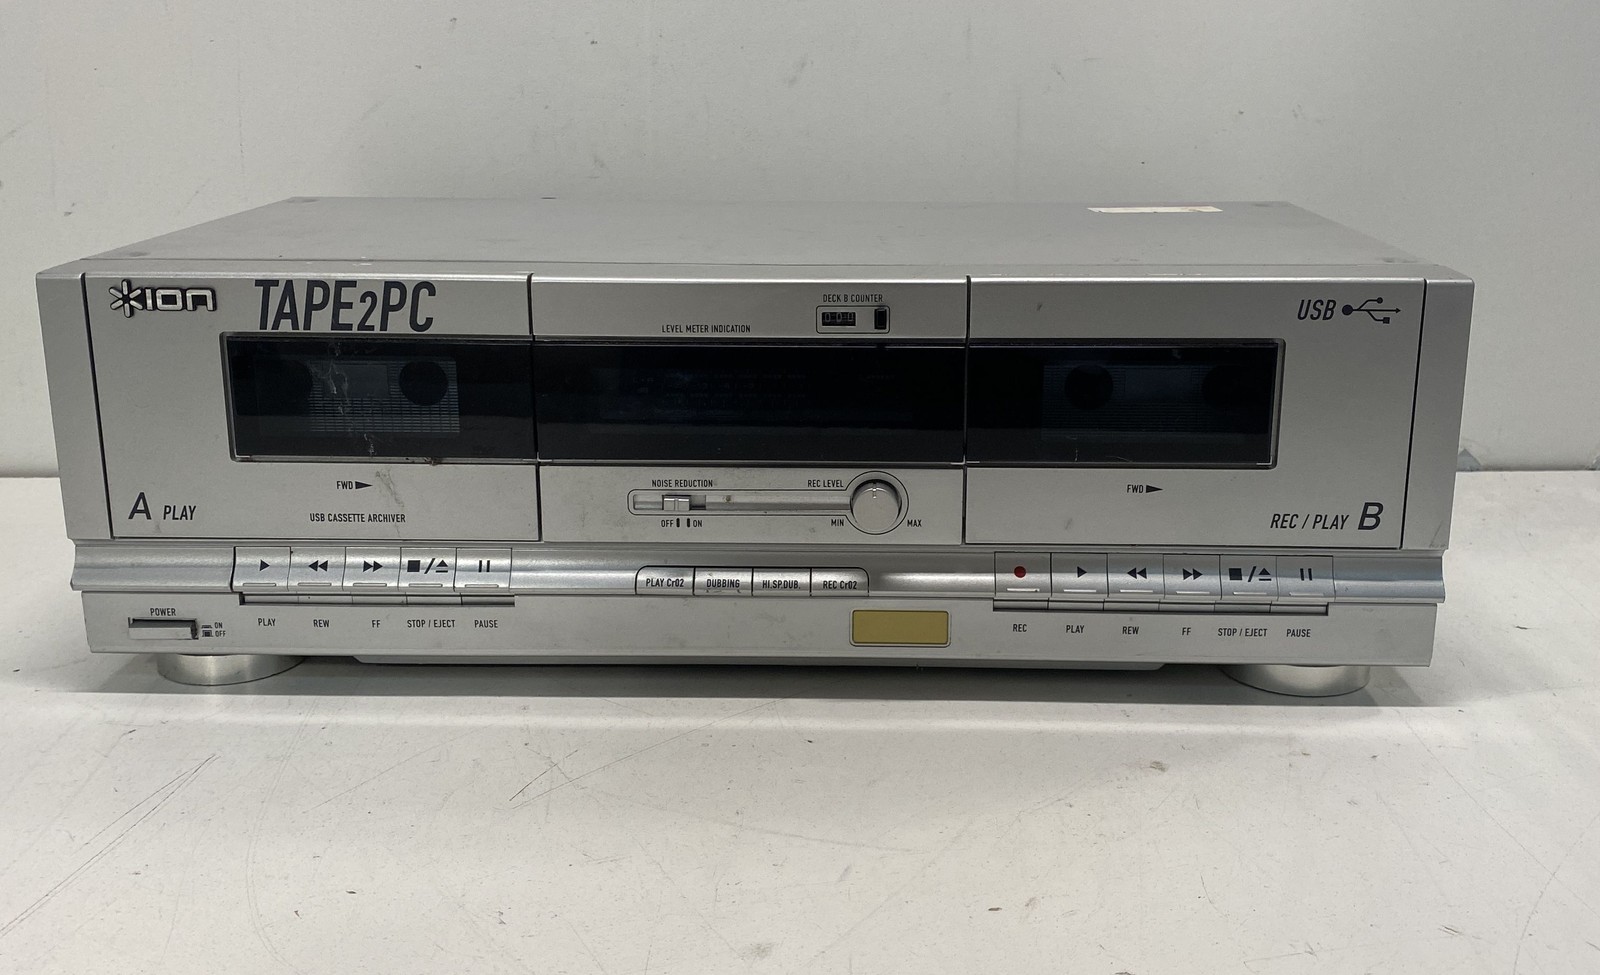 ION
TAPE2PC
USB
LEVEL METER INDICATION
DECK B COUNTER
FWD
FWD
NOISE REDUCTION
REC LEVEL
OFF ON
MIN
MAX
A PLAY
USB CASSETTE ARCHIVER
REC / PLAY B
PLAY CrO2
DUBBING
HI.SP.DUB.
REC CrO2
POWER
ON
OFF
PLAY
REW
FF
STOP / EJECT
PAUSE
REC
PLAY
REW
FF
STOP / EJECT
PAUSE